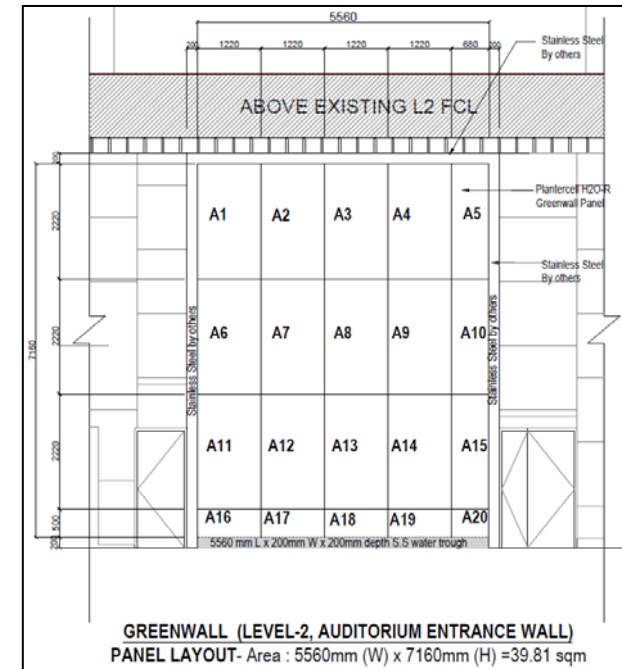 5560
200 1220 1220 1220 1220 680 200
Stainless Steel
By others
ABOVE EXISTING L2 FCL
200
A1 A2 A3 A4 A5
Plantercell H2O-R
Greenwall Panel
2220
Stainless Steel
By others
Stainless Steel by others
A6 A7 A8 A9 A10
2220
7160
Stainless Steel by others
A11 A12 A13 A14 A15
2220
A16 A17 A18 A19 A20
500
5560 mm L x 200mm W x 200mm depth S.S water trough
200
GREENWALL (LEVEL-2, AUDITORIUM ENTRANCE WALL)
PANEL LAYOUT- Area : 5560mm (W) x 7160mm (H) =39.81 sqm